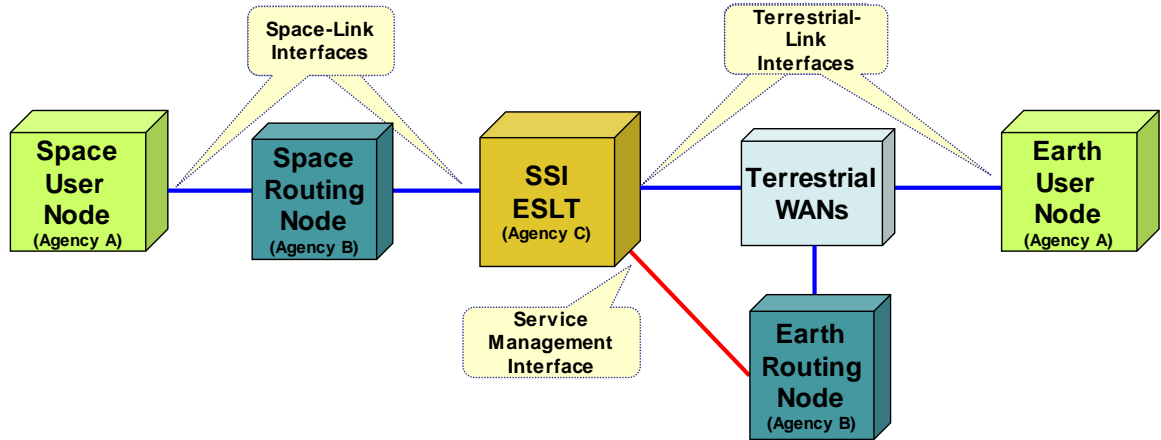 Space-Link
Interfaces
Terrestrial-
Link
Interfaces
Space
User
Node
(Agency A)
Space
Routing
Node
(Agency B)
SSI
ESLT
(Agency C)
Terrestrial
WANs
Earth
User
Node
(Agency A)
Service
Management
Interface
Earth
Routing
Node
(Agency B)